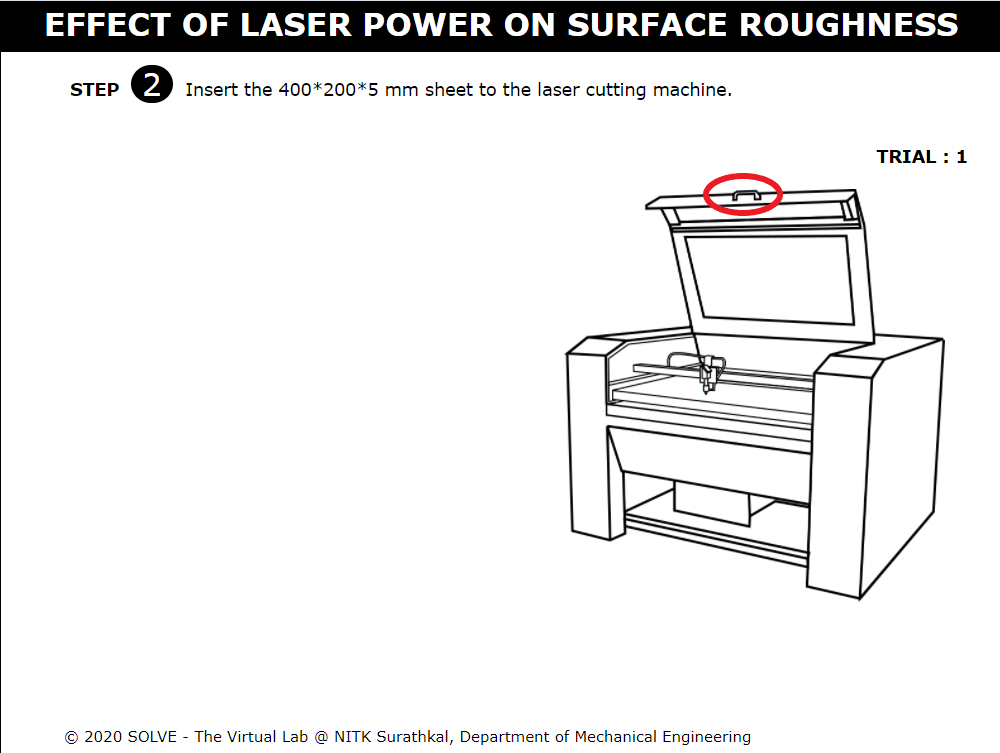 EFFECT OF LASER POWER ON SURFACE ROUGHNESS
STEP 2 Insert the 400*200*5 mm sheet to the laser cutting machine.
TRIAL : 1
© 2020 SOLVE - The Virtual Lab @ NITK Surathkal, Department of Mechanical Engineering